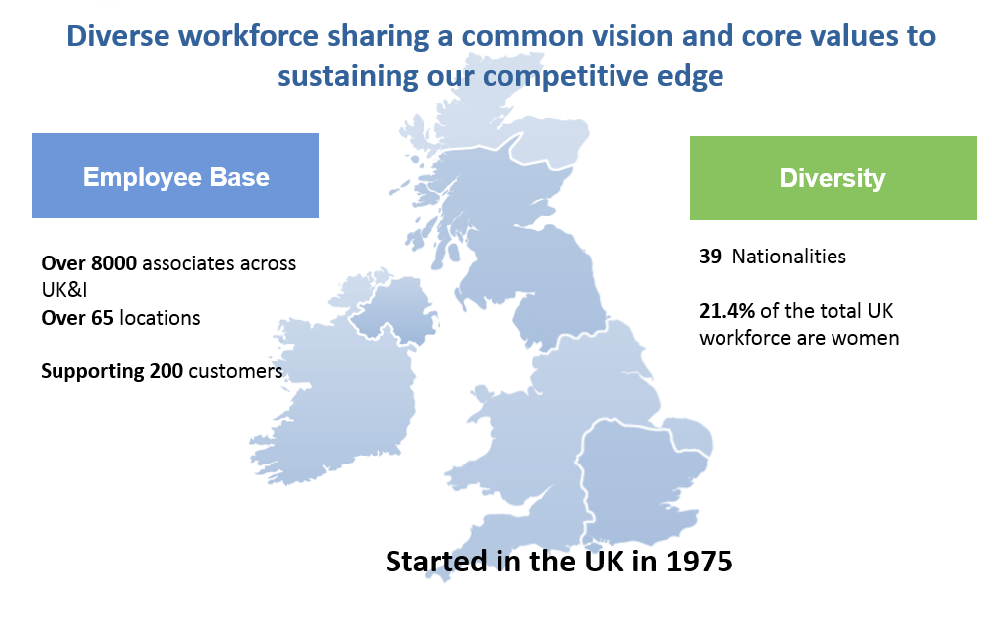 Diverse workforce sharing a common vision and core values to
sustaining our competitive edge
Employee Base
Over 8000 associates across
UK&I
Over 65 locations
Supporting 200 customers
Diversity
39 Nationalities
21.4% of the total UK
workforce are women
Started in the UK in 1975